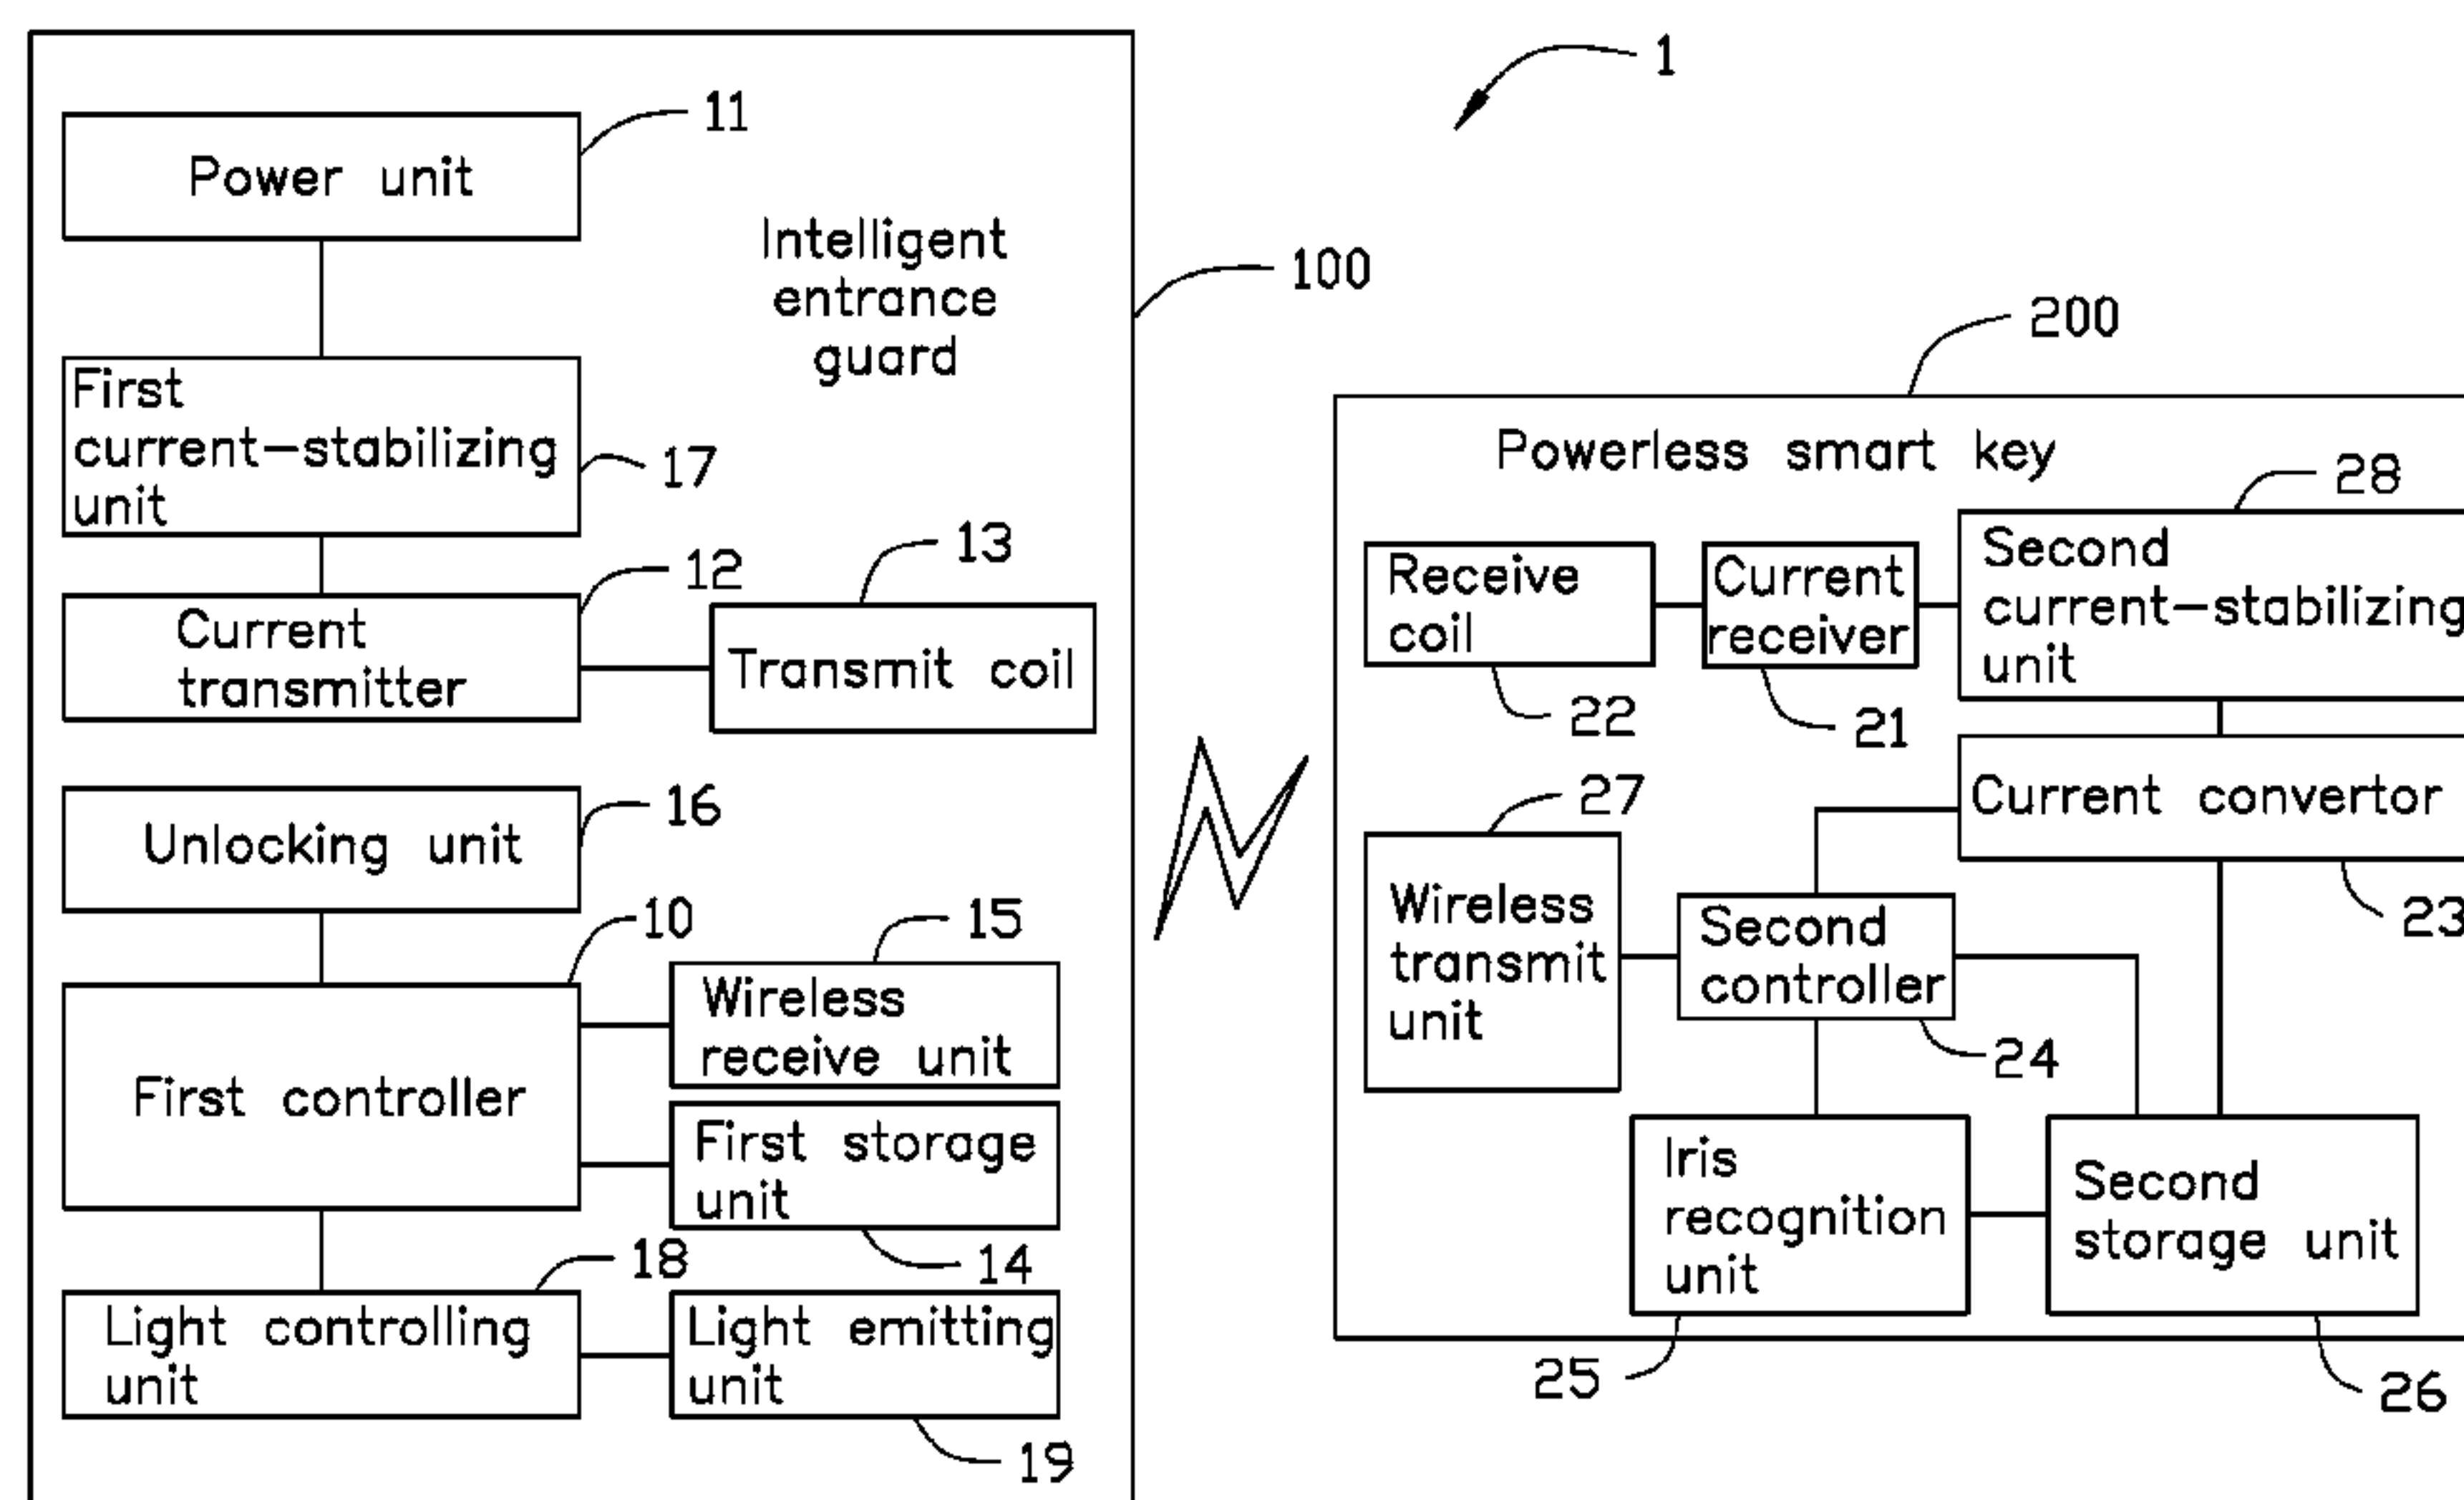 1
11
Power unit
Intelligent
entrance
guard
100
First
current-stabilizing
unit
17
12
Current
transmitter
13
Transmit coil
16
Unlocking unit
10
15
Wireless
receive unit
First controller
First storage
unit
14
18
Light controlling
unit
Light emitting
unit
19
200
Powerless smart key
28
Receive
coil
Current
receiver
Second
current-stabilizing
unit
22
21
27
Current convertor
23
Wireless
transmit
unit
Second
controller
24
Iris
recognition
unit
Second
storage unit
25
26